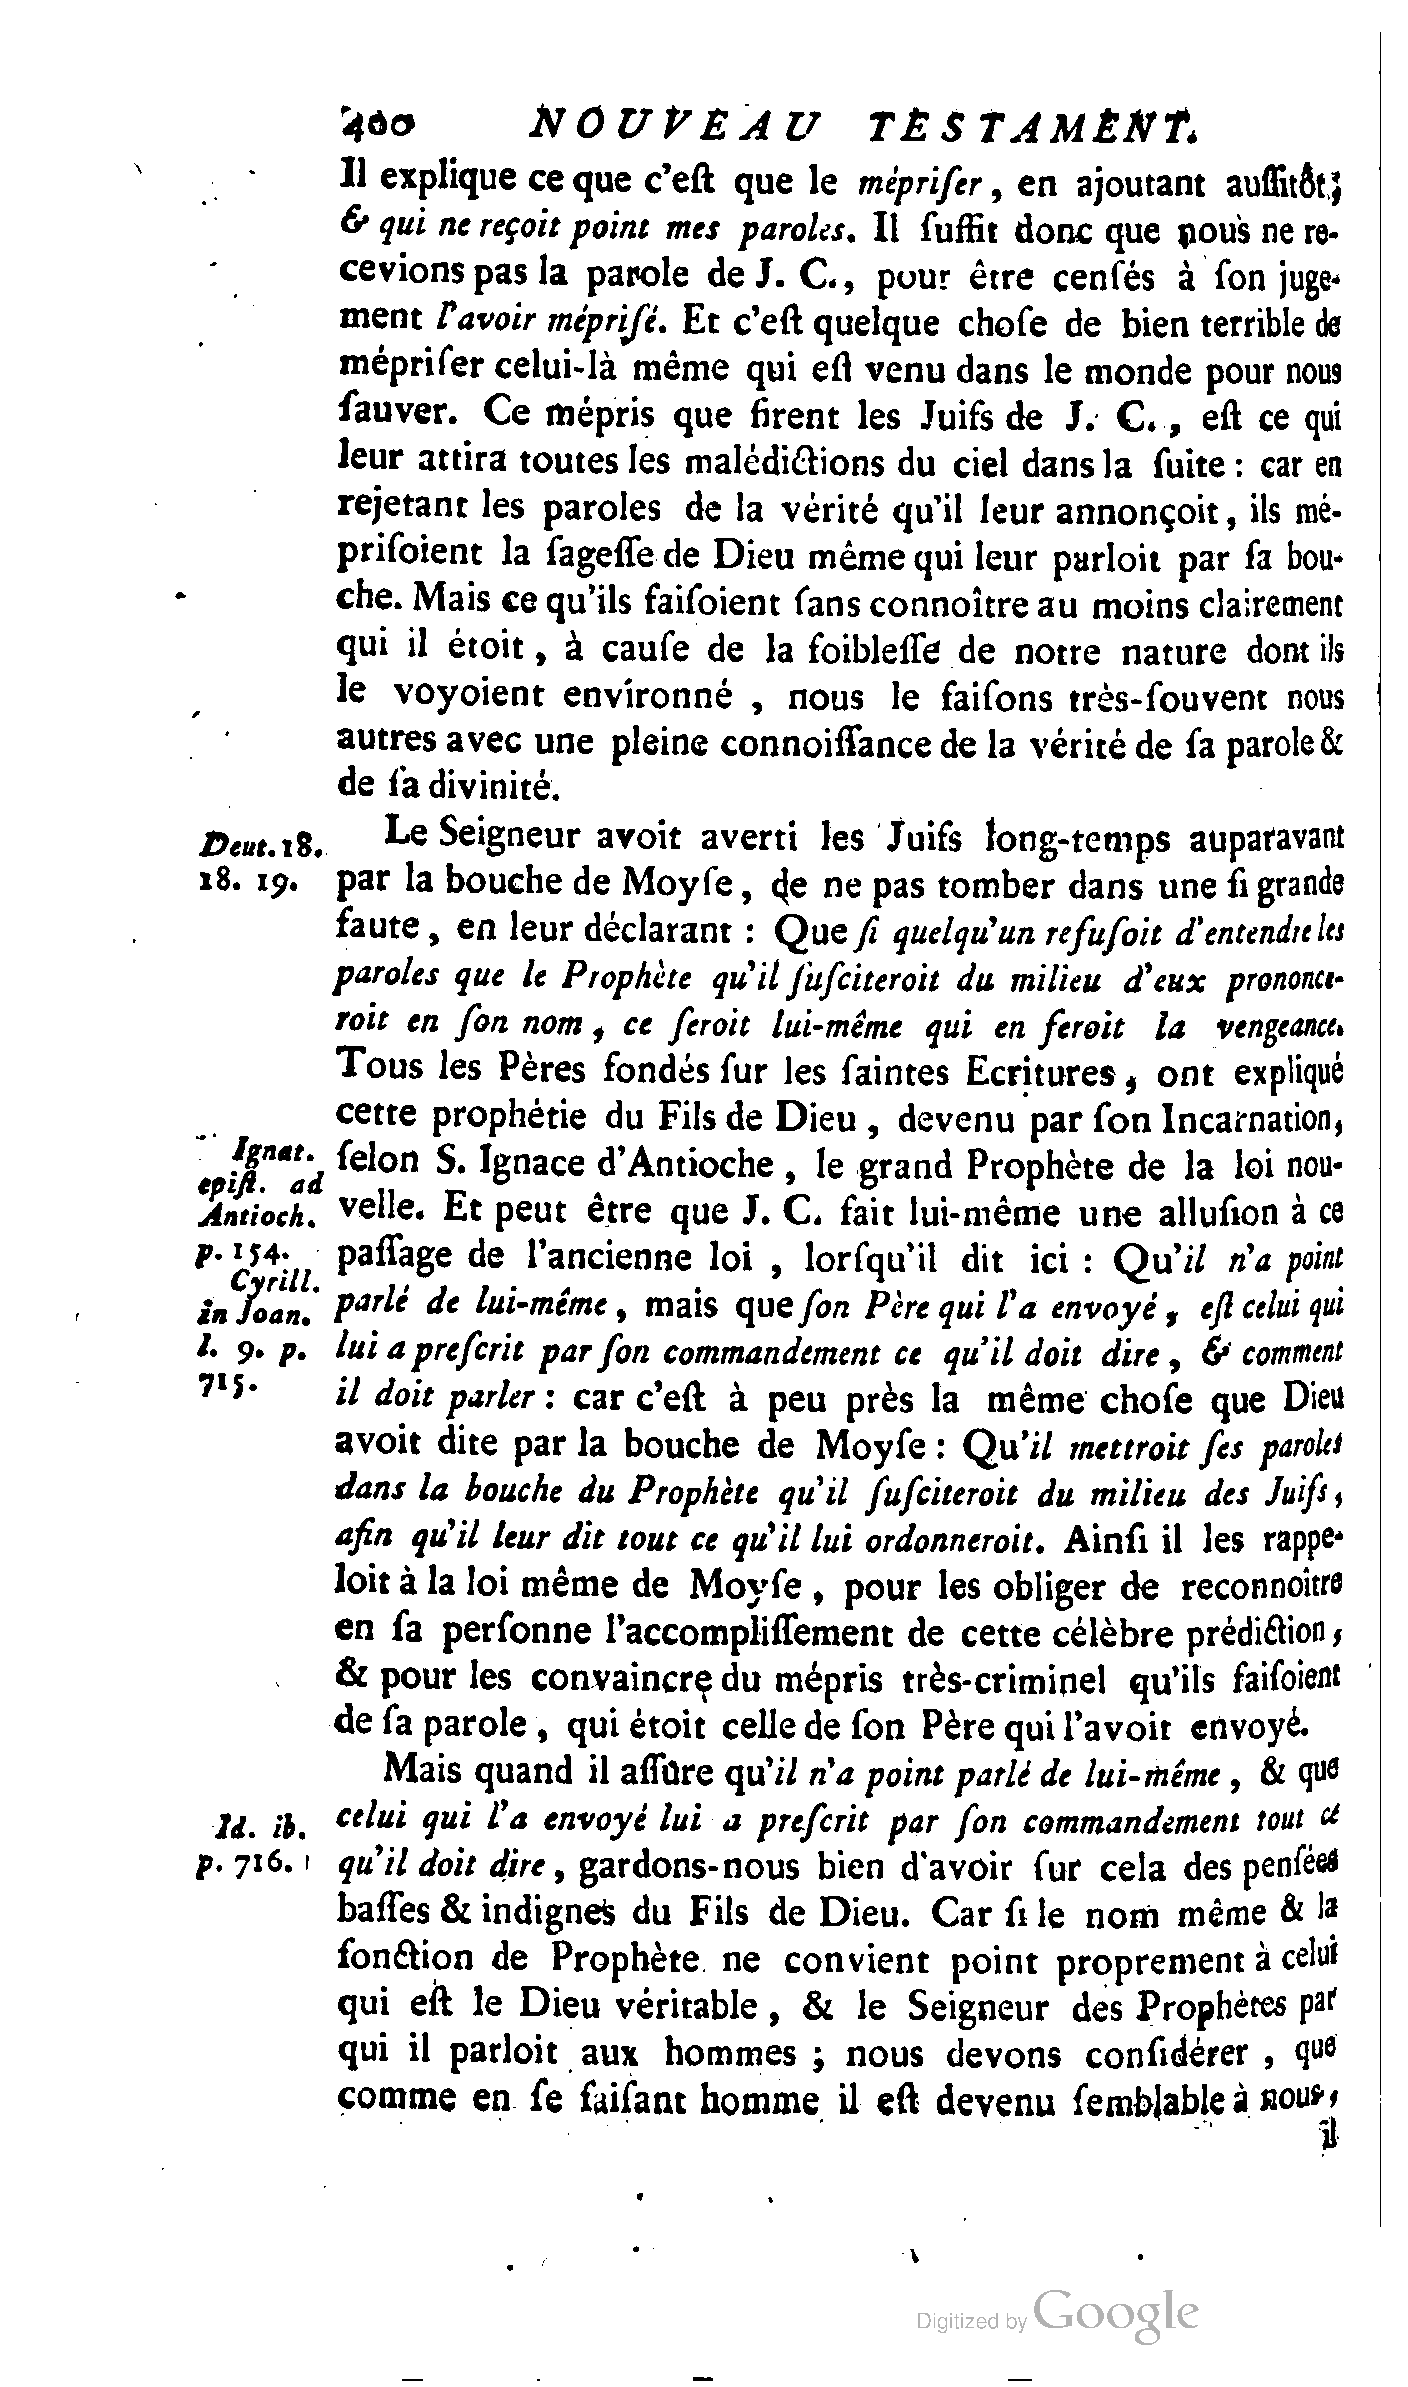 400 NOUVEAU TESTAMENT.
Il explique ce que c'eſt que le mépriſer, en ajoutant auſſitôt;
& qui ne reçoit point mes paroles. Il ſuffit donc que nous ne re-
cevions pas la parole de J. C., pour être cenſés à ſon juge-
ment l'avoir mépriſé. Et c'eſt quelque choſe de bien terrible de
mépriſer celui-là même qui eſt venu dans le monde pour nous
ſauver. Ce mépris que firent les Juifs de J. C., eſt ce qui
leur attira toutes les malédictions du ciel dans la ſuite : car en
rejetant les paroles de la vérité qu'il leur annonçoit, ils mé-
priſoient la ſageſſe de Dieu même qui leur parloit par ſa bou-
che. Mais ce qu'ils faiſoient ſans connoître au moins clairement
qui il étoit, à cauſe de la foibleſſe de notre nature dont ils
le voyoient environné, nous le faiſons très-ſouvent nous
autres avec une pleine connoiſſance de la vérité de ſa parole &
de ſa divinité.
Deut. 18.
18. 19.
Le Seigneur avoit averti les Juifs long-temps auparavant
par la bouche de Moyſe, de ne pas tomber dans une ſi grande
faute, en leur déclarant : Que ſi quelqu'un refuſoit d'entendre les
paroles que le Prophète qu'il ſuſciteroit du milieu d'eux prononce-
roit en ſon nom, ce ſeroit lui-même qui en feroit la vengeance.
Tous les Pères fondés ſur les ſaintes Ecritures, ont expliqué
cette prophétie du Fils de Dieu, devenu par ſon Incarnation,
Ignat.
epiſt. ad
Antioch.
p. 154.
Cyrill.
in Joan.
l. 9. p.
715.
ſelon S. Ignace d'Antioche, le grand Prophète de la loi nou-
velle. Et peut être que J. C. fait lui-même une alluſion à ce
paſſage de l'ancienne loi, lorſqu'il dit ici : Qu'il n'a point
parlé de lui-même, mais que ſon Père qui l'a envoyé, eſt celui qui
lui a preſcrit par ſon commandement ce qu'il doit dire, & comment
il doit parler : car c'eſt à peu près la même choſe que Dieu
avoit dite par la bouche de Moyſe : Qu'il mettroit ſes paroles
dans la bouche du Prophète qu'il ſuſciteroit du milieu des Juifs,
afin qu'il leur dit tout ce qu'il lui ordonneroit. Ainſi il les rappe-
loit à la loi même de Moyſe, pour les obliger de reconnoître
en ſa perſonne l'accompliſſement de cette célèbre prédiction,
& pour les convaincre du mépris très-criminel qu'ils faiſoient
de ſa parole, qui étoit celle de ſon Père qui l'avoit envoyé.
Mais quand il aſſûre qu'il n'a point parlé de lui-même, & que
Id. ib.
p. 716.
celui qui l'a envoyé lui a preſcrit par ſon commandement tout ce
qu'il doit dire, gardons-nous bien d'avoir ſur cela des penſées
baſſes & indignes du Fils de Dieu. Car ſi le nom même & la
fonction de Prophète ne convient point proprement à celui
qui eſt le Dieu véritable, & le Seigneur des Prophètes par
qui il parloit aux hommes ; nous devons conſidérer, que
comme en ſe faiſant homme il eſt devenu ſemblable à nous,
il
Digitized by Google